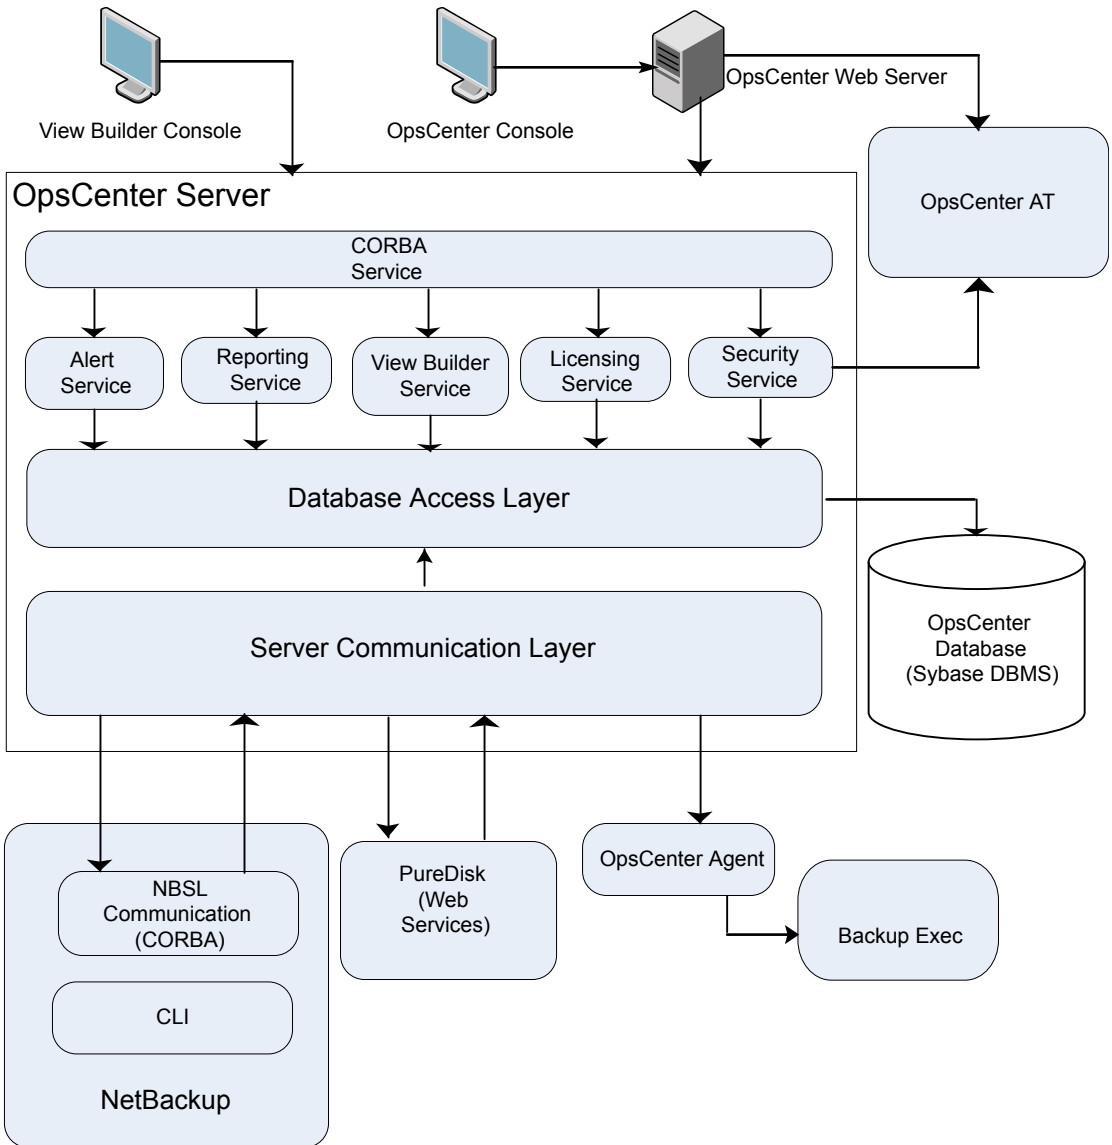 View Builder Console
OpsCenter Console
OpsCenter Web Server
OpsCenter AT
OpsCenter Server
CORBA
Service
Alert
Service
Reporting
Service
View Builder
Service
Licensing
Service
Security
Service
Database Access Layer
OpsCenter
Database
(Sybase DBMS)
Server Communication Layer
NBSL
Communication
(CORBA)
CLI
NetBackup
PureDisk
(Web
Services)
OpsCenter Agent
Backup Exec